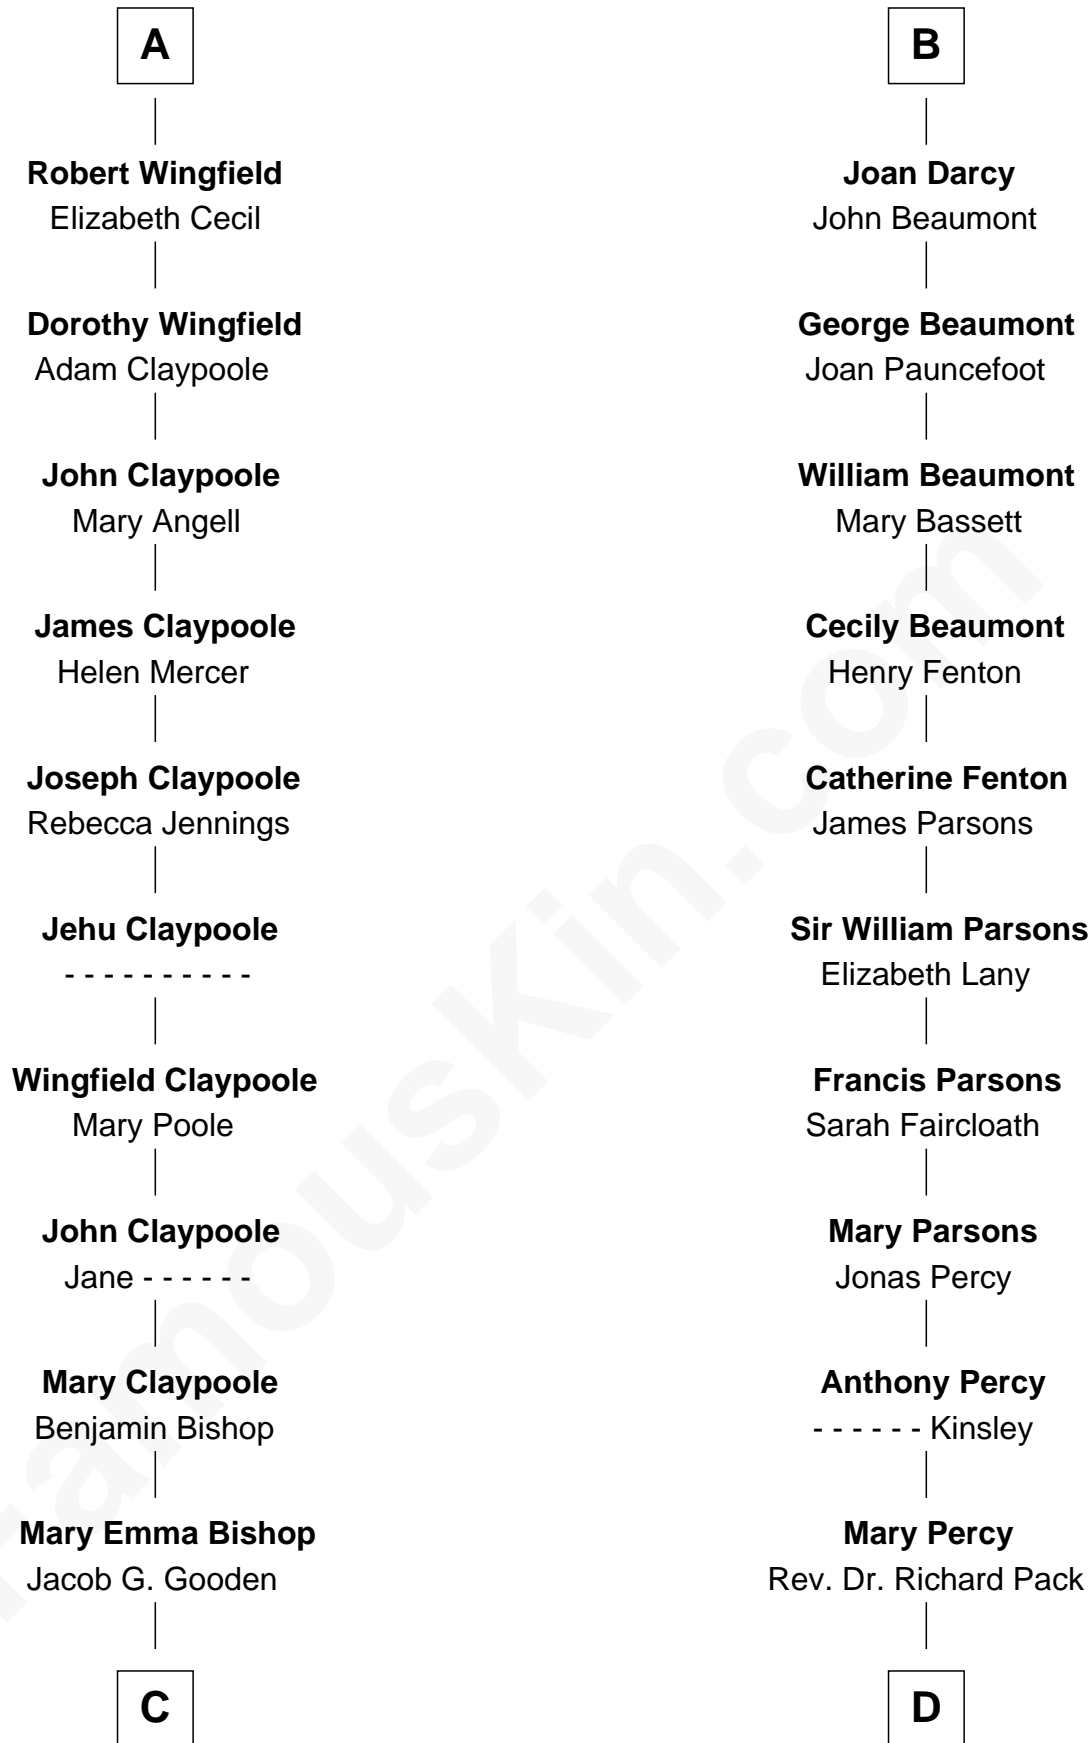 A
Robert Wingfield
Elizabeth Cecil
Dorothy Wingfield
Adam Claypoole
John Claypoole
Mary Angell
James Claypoole
Helen Mercer
Joseph Claypoole
Rebecca Jennings
Jehu Claypoole
- - - - - - - - - -
Wingfield Claypoole
Mary Poole
John Claypoole
Jane - - - - - -
Mary Claypoole
Benjamin Bishop
Mary Emma Bishop
Jacob G. Gooden
C
B
Joan Darcy
John Beaumont
George Beaumont
Joan Pauncefoot
William Beaumont
Mary Bassett
Cecily Beaumont
Henry Fenton
Catherine Fenton
James Parsons
Sir William Parsons
Elizabeth Lany
Francis Parsons
Sarah Faircloath
Mary Parsons
Jonas Percy
Anthony Percy
- - - - - - Kinsley
Mary Percy
Rev. Dr. Richard Pack
D
FamousKin.com